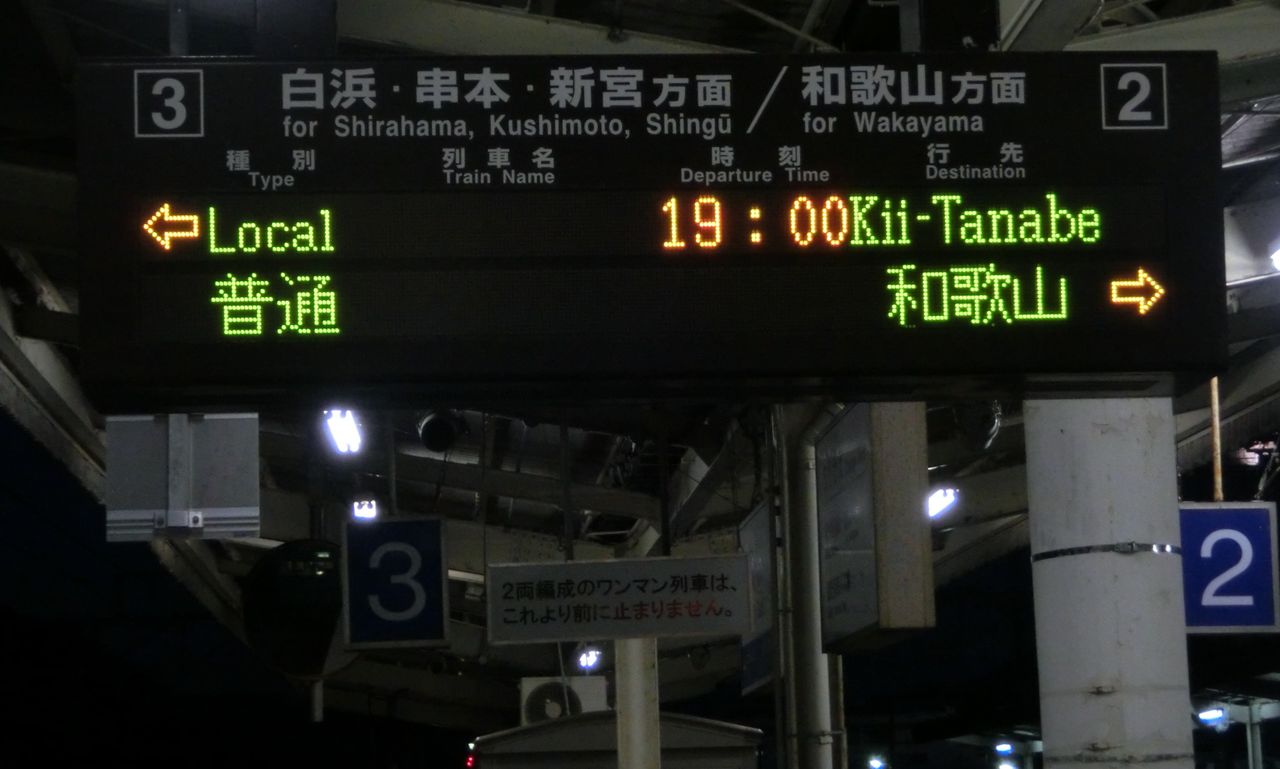 3 白浜・串本・新宮方面 / 和歌山方面 2
for Shirahama, Kushimoto, Shingū / for Wakayama
種別 列車名 時刻 行先
Type Train Name Departure Time Destination
← Local 19:00 Kii-Tanabe
普通 和歌山 →
3
2両編成のワンマン列車は、
これより前に止まりません。
2